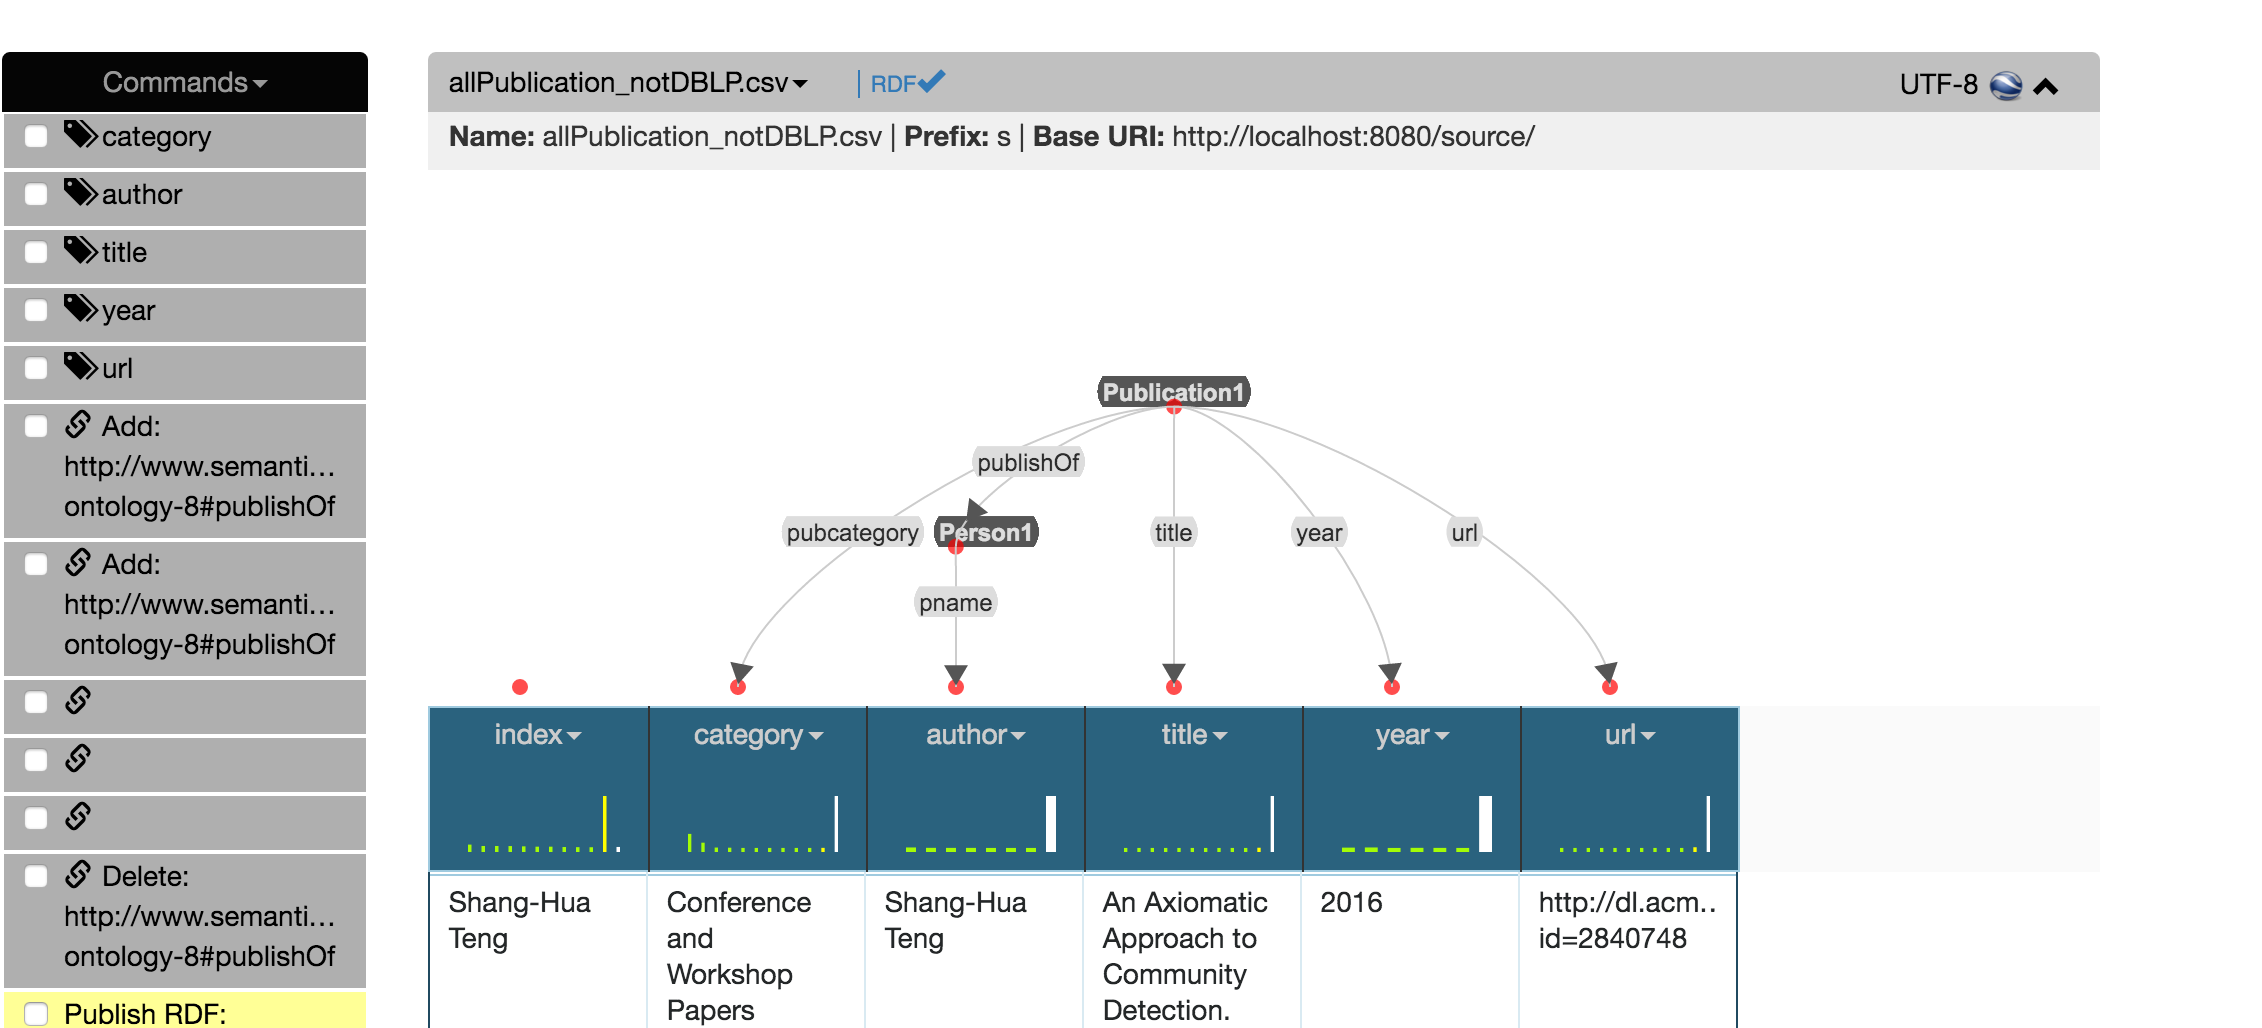 Commands
category
author
title
year
url
Add:
http://www.semanti...
ontology-8#publishOf
Add:
http://www.semanti...
ontology-8#publishOf
Delete:
http://www.semanti...
ontology-8#publishOf
Publish RDF:
allPublication_notDBLP.csv | RDF UTF-8
Name: allPublication_notDBLP.csv | Prefix: s | Base URI: http://localhost:8080/source/
Publication1
publishOf
pubcategory Person1 title year url
pname
index category author title year url
Shang-Hua
Teng
Conference
and
Workshop
Papers
Shang-Hua
Teng
An Axiomatic
Approach to
Community
Detection.
2016
http://dl.acm..
id=2840748